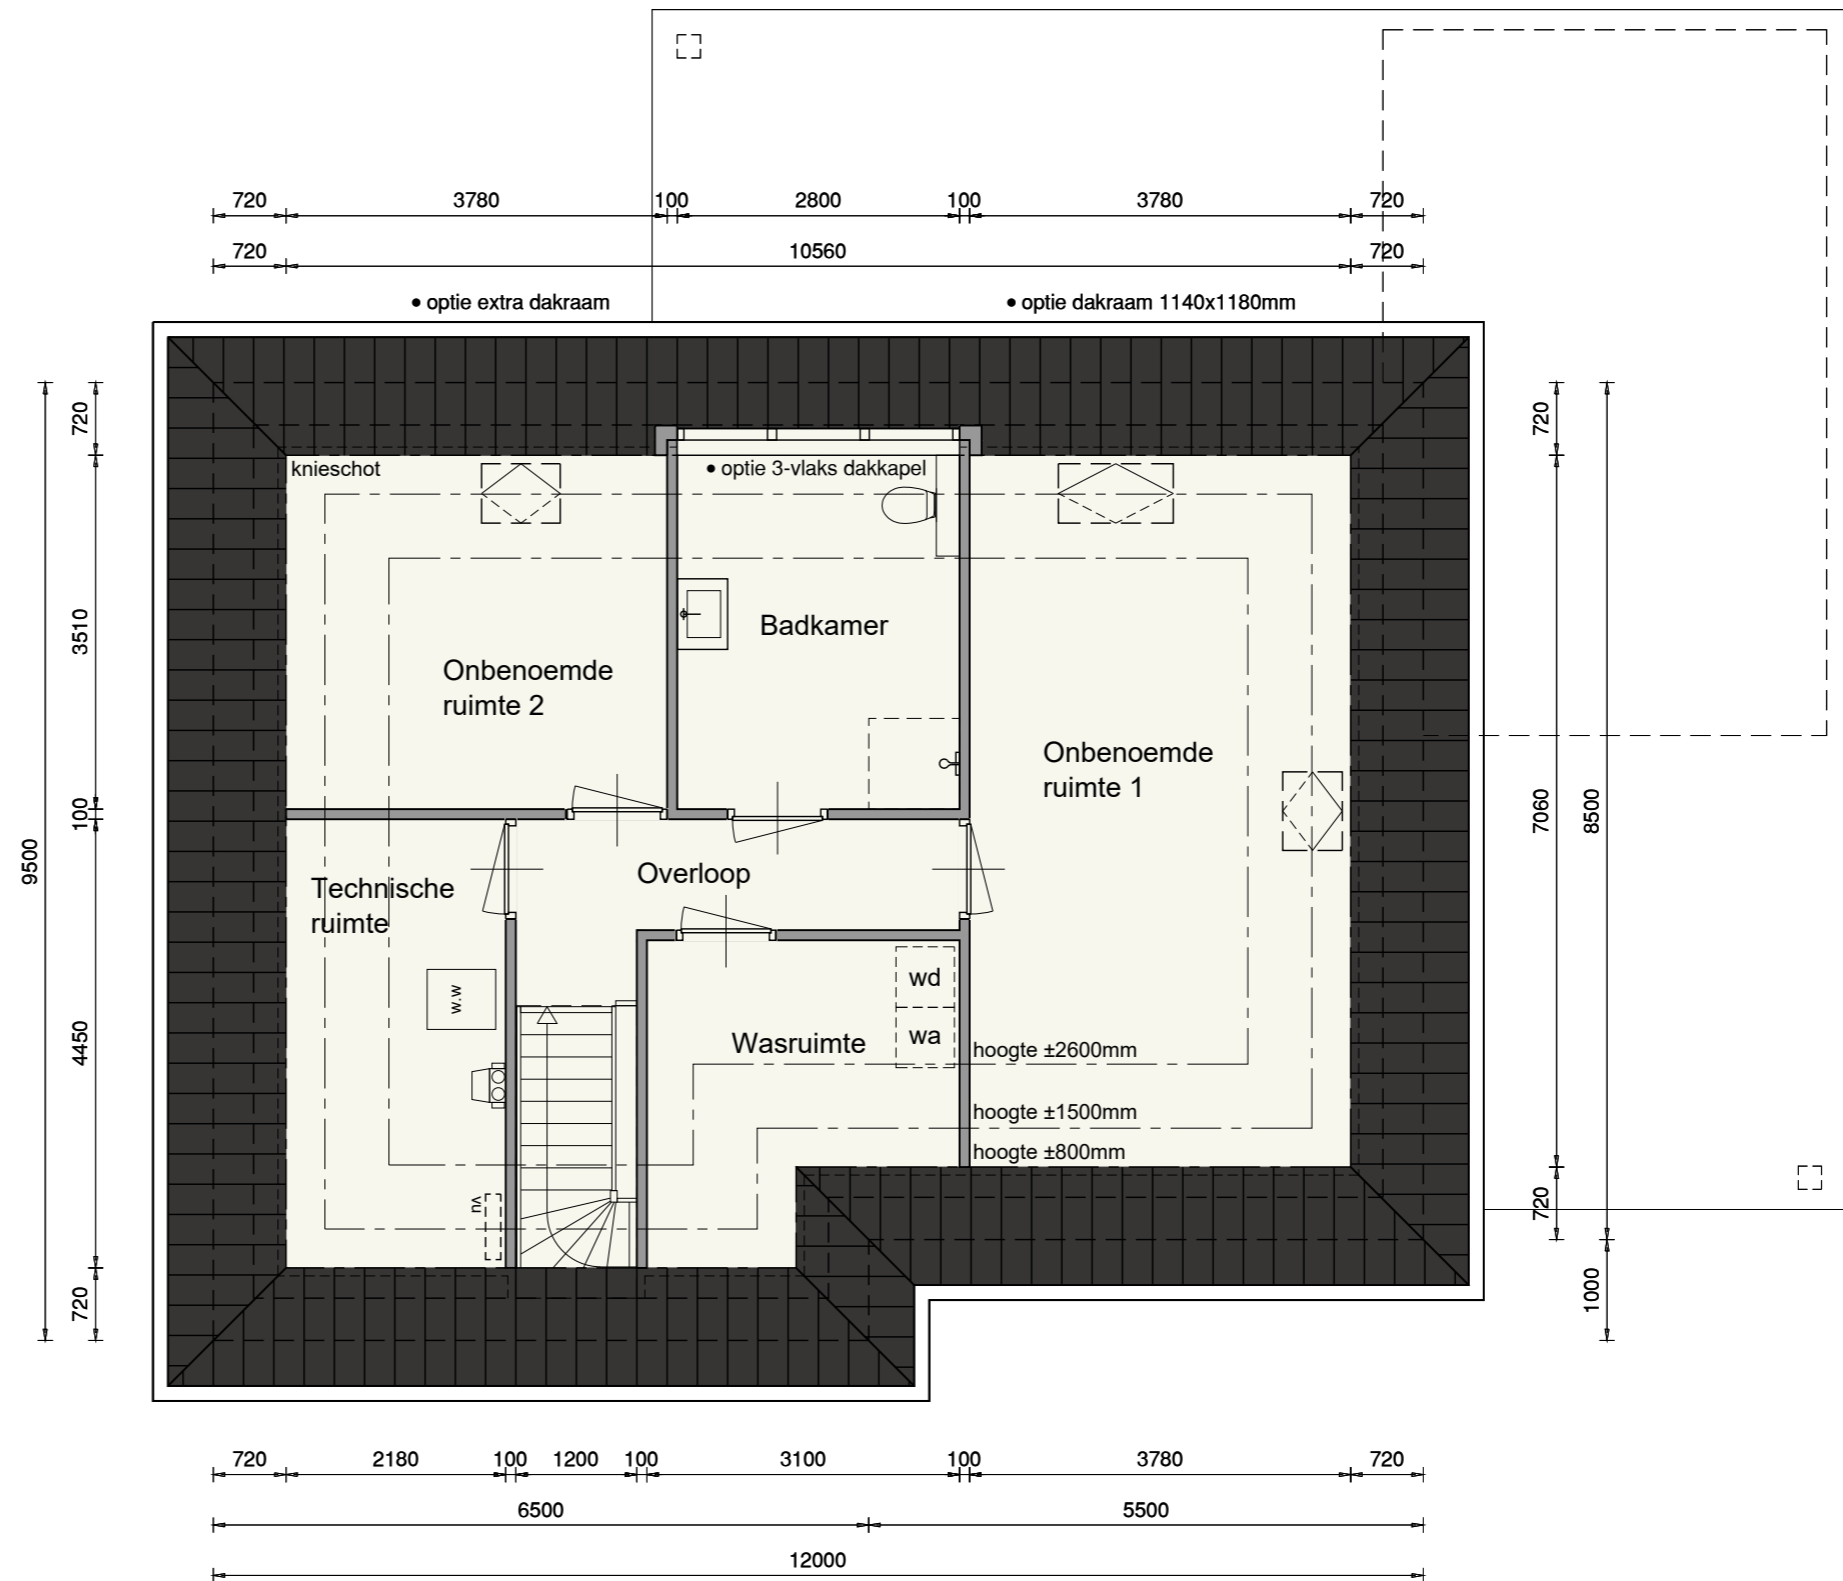 720 3780 100 2800 100 3780 720
720 10560 720
• optie extra dakraam
• optie dakraam 1140x1180mm
720
3510
100
4450
720
9500
720
7060
720
8500
1000
knieschot
• optie 3-vlaks dakkapel
Badkamer
Onbenoemde
ruimte 2
Onbenoemde
ruimte 1
Overloop
Technische
ruimte
w.w
vu
Wasruimte
wd
wa
hoogte ±2600mm
hoogte ±1500mm
hoogte ±800mm
720 2180 100 1200 100 3100 100 3780 720
6500 5500
12000